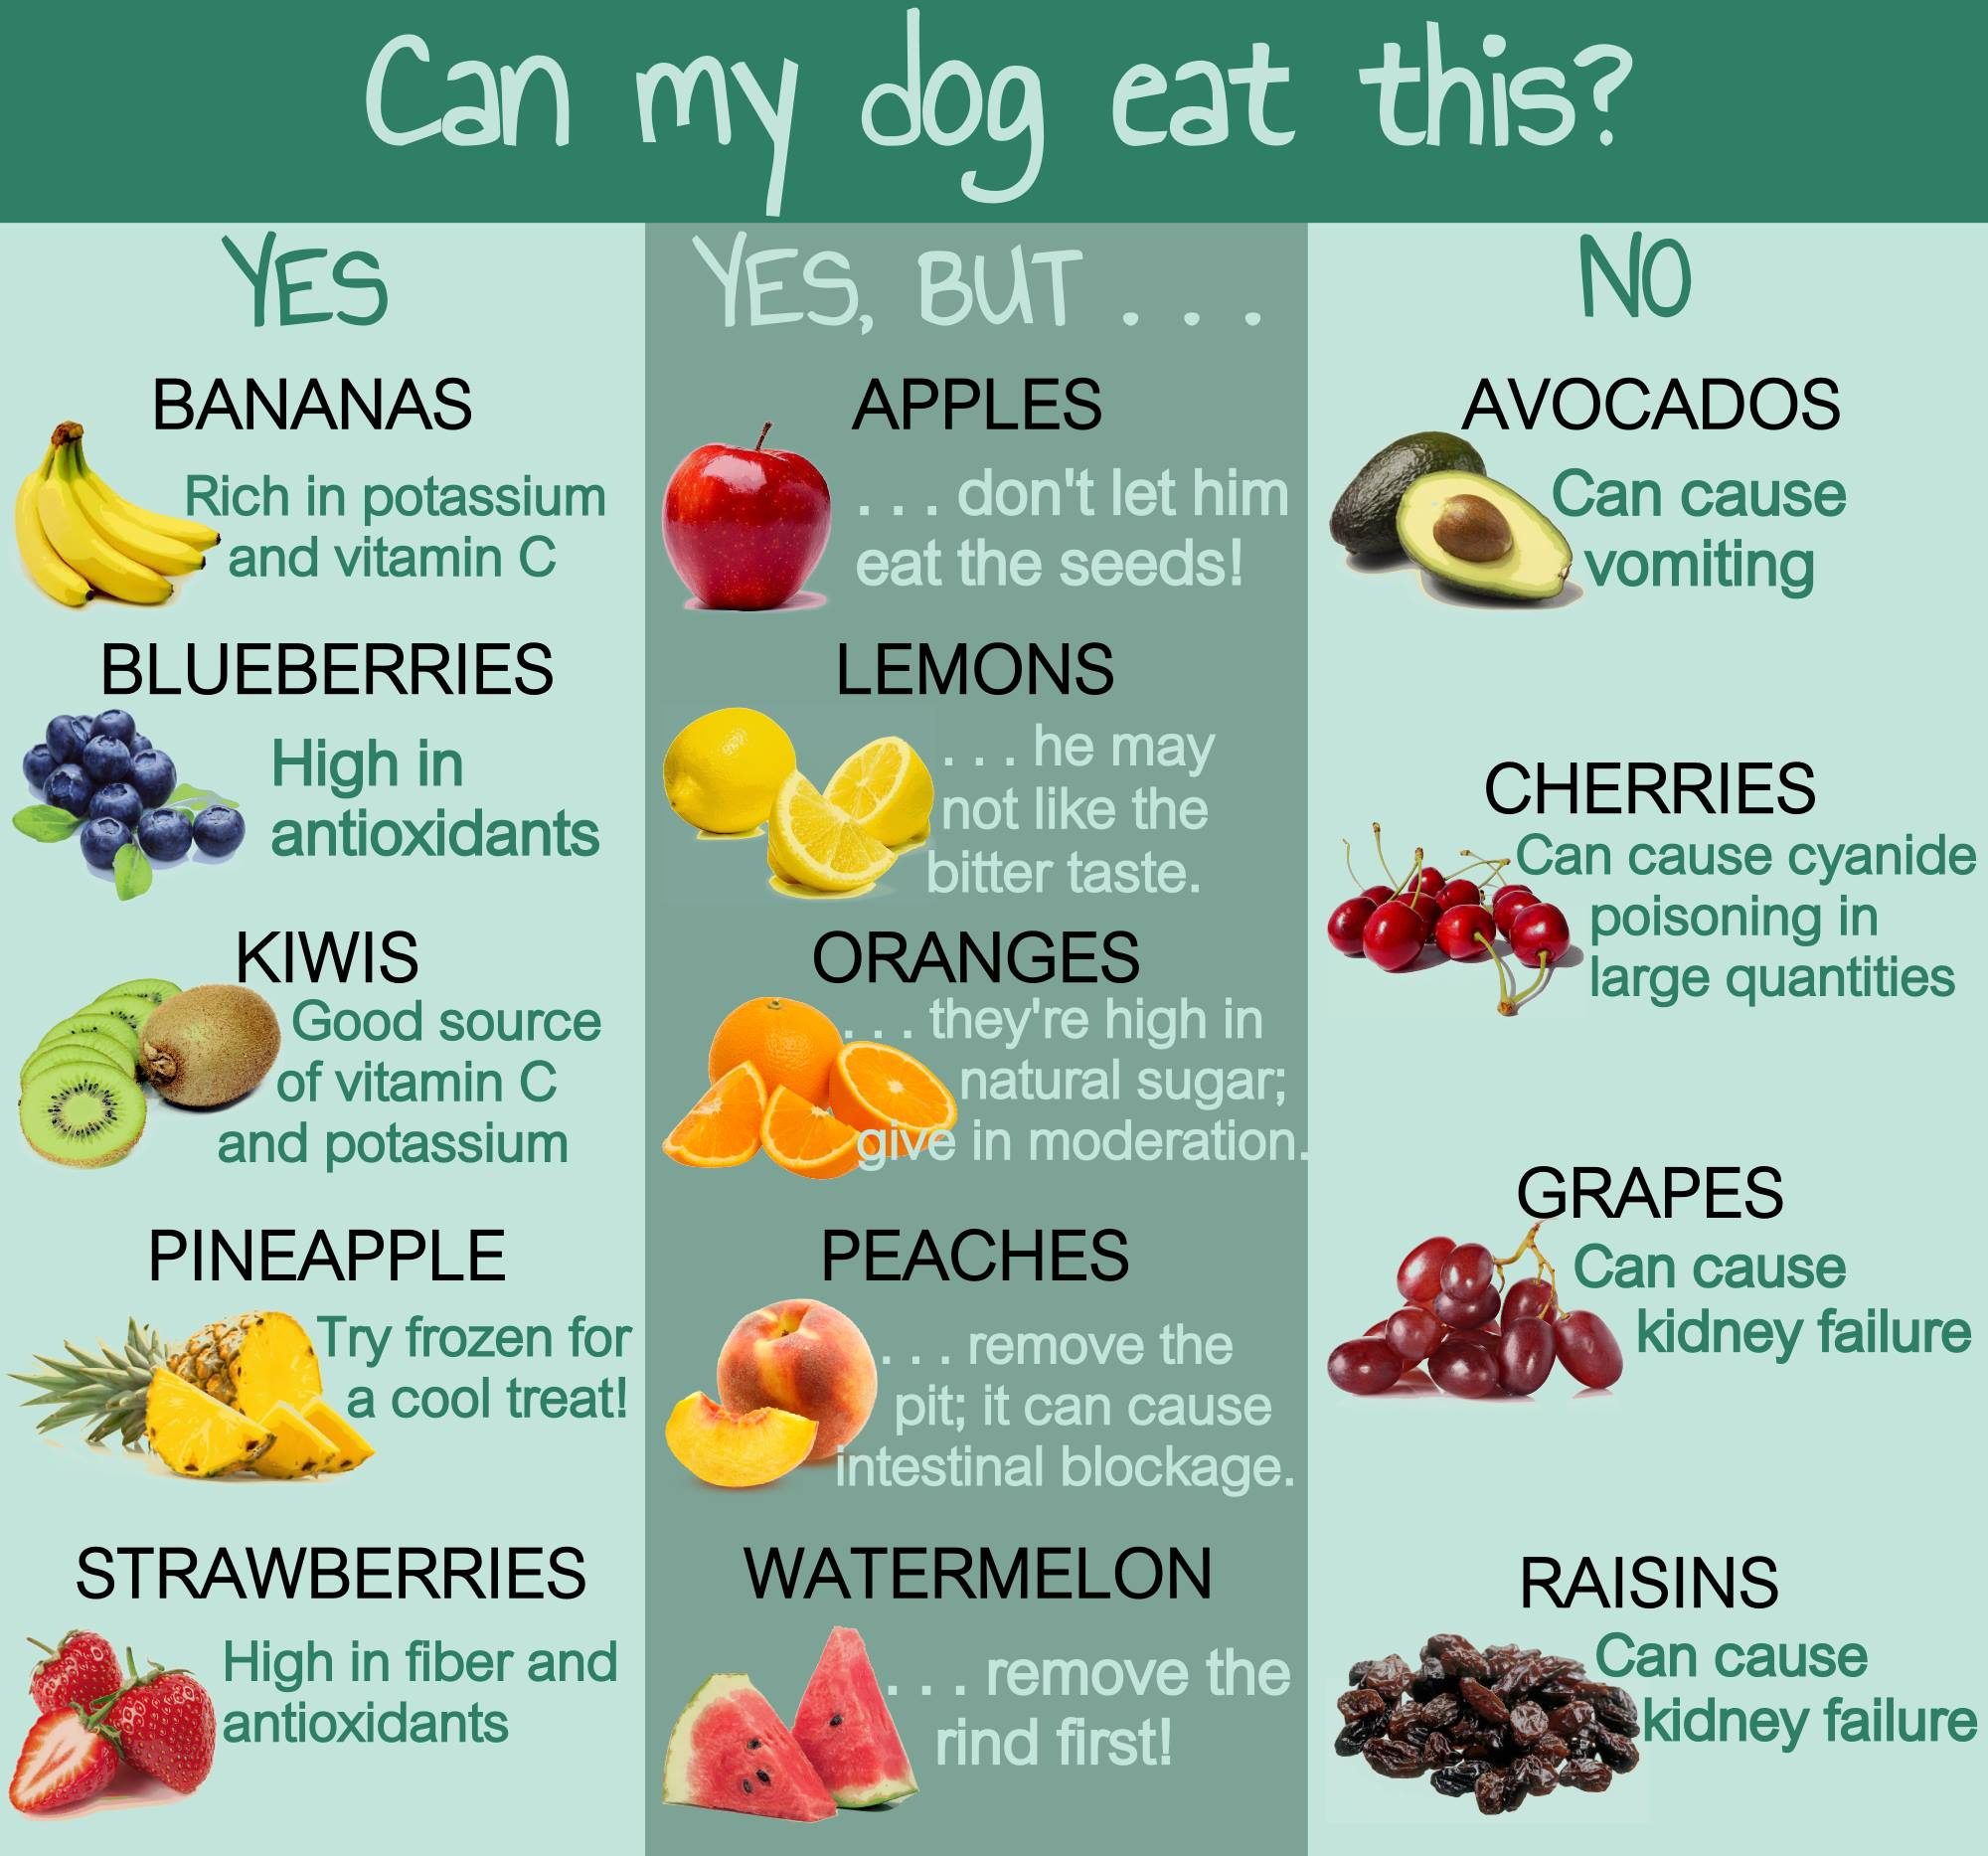 Can my dog eat this?
YES
BANANAS
Rich in potassium
and vitamin C
BLUEBERRIES
High in
antioxidants
KIWIS
Good source
of vitamin C
and potassium
PINEAPPLE
Try frozen for
a cool treat!
STRAWBERRIES
High in fiber and
antioxidants
YES, BUT . . .
APPLES
. . . don't let him
eat the seeds!
LEMONS
. . . he may
not like the
bitter taste.
ORANGES
. . . they're high in
natural sugar;
give in moderation.
PEACHES
. . . remove the
pit; it can cause
intestinal blockage.
WATERMELON
. . . remove the
rind first!
NO
AVOCADOS
Can cause
vomiting
CHERRIES
Can cause cyanide
poisoning in
large quantities
GRAPES
Can cause
kidney failure
RAISINS
Can cause
kidney failure